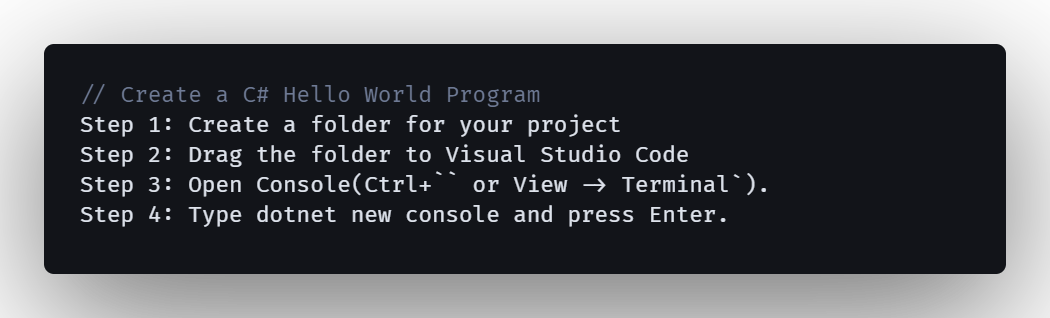 // Create a C# Hello World Program
Step 1: Create a folder for your project
Step 2: Drag the folder to Visual Studio Code
Step 3: Open Console(Ctrl+`` or View -> Terminal`).
Step 4: Type dotnet new console and press Enter.